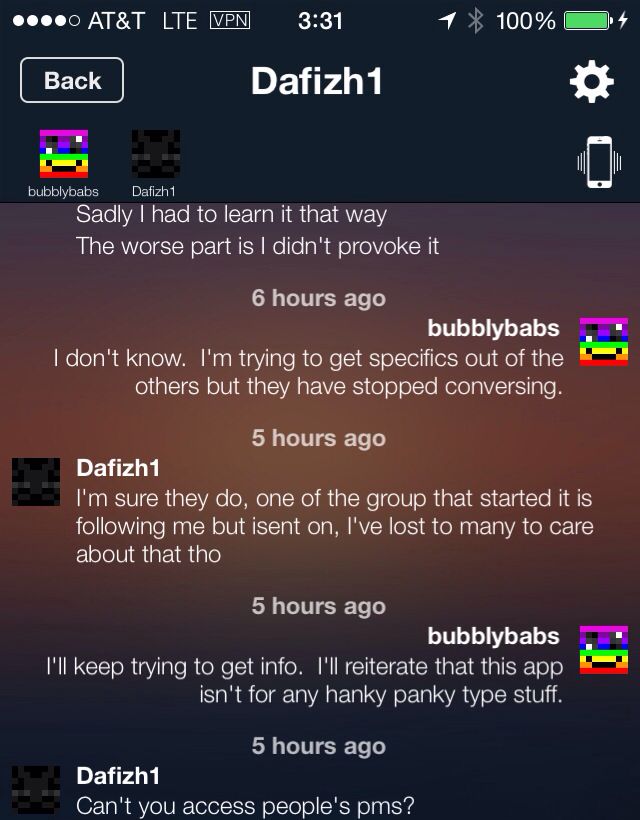 AT&T LTE VPN 3:31 100%
Back Dafizh1
bubblybabs Dafizh1
Sadly I had to learn it that way
The worse part is I didn't provoke it
6 hours ago
bubblybabs
I don't know.  I'm trying to get specifics out of the
others but they have stopped conversing.
5 hours ago
Dafizh1
I'm sure they do, one of the group that started it is
following me but isent on, I've lost to many to care
about that tho
5 hours ago
bubblybabs
I'll keep trying to get info.  I'll reiterate that this app
isn't for any hanky panky type stuff.
5 hours ago
Dafizh1
Can't you access people's pms?